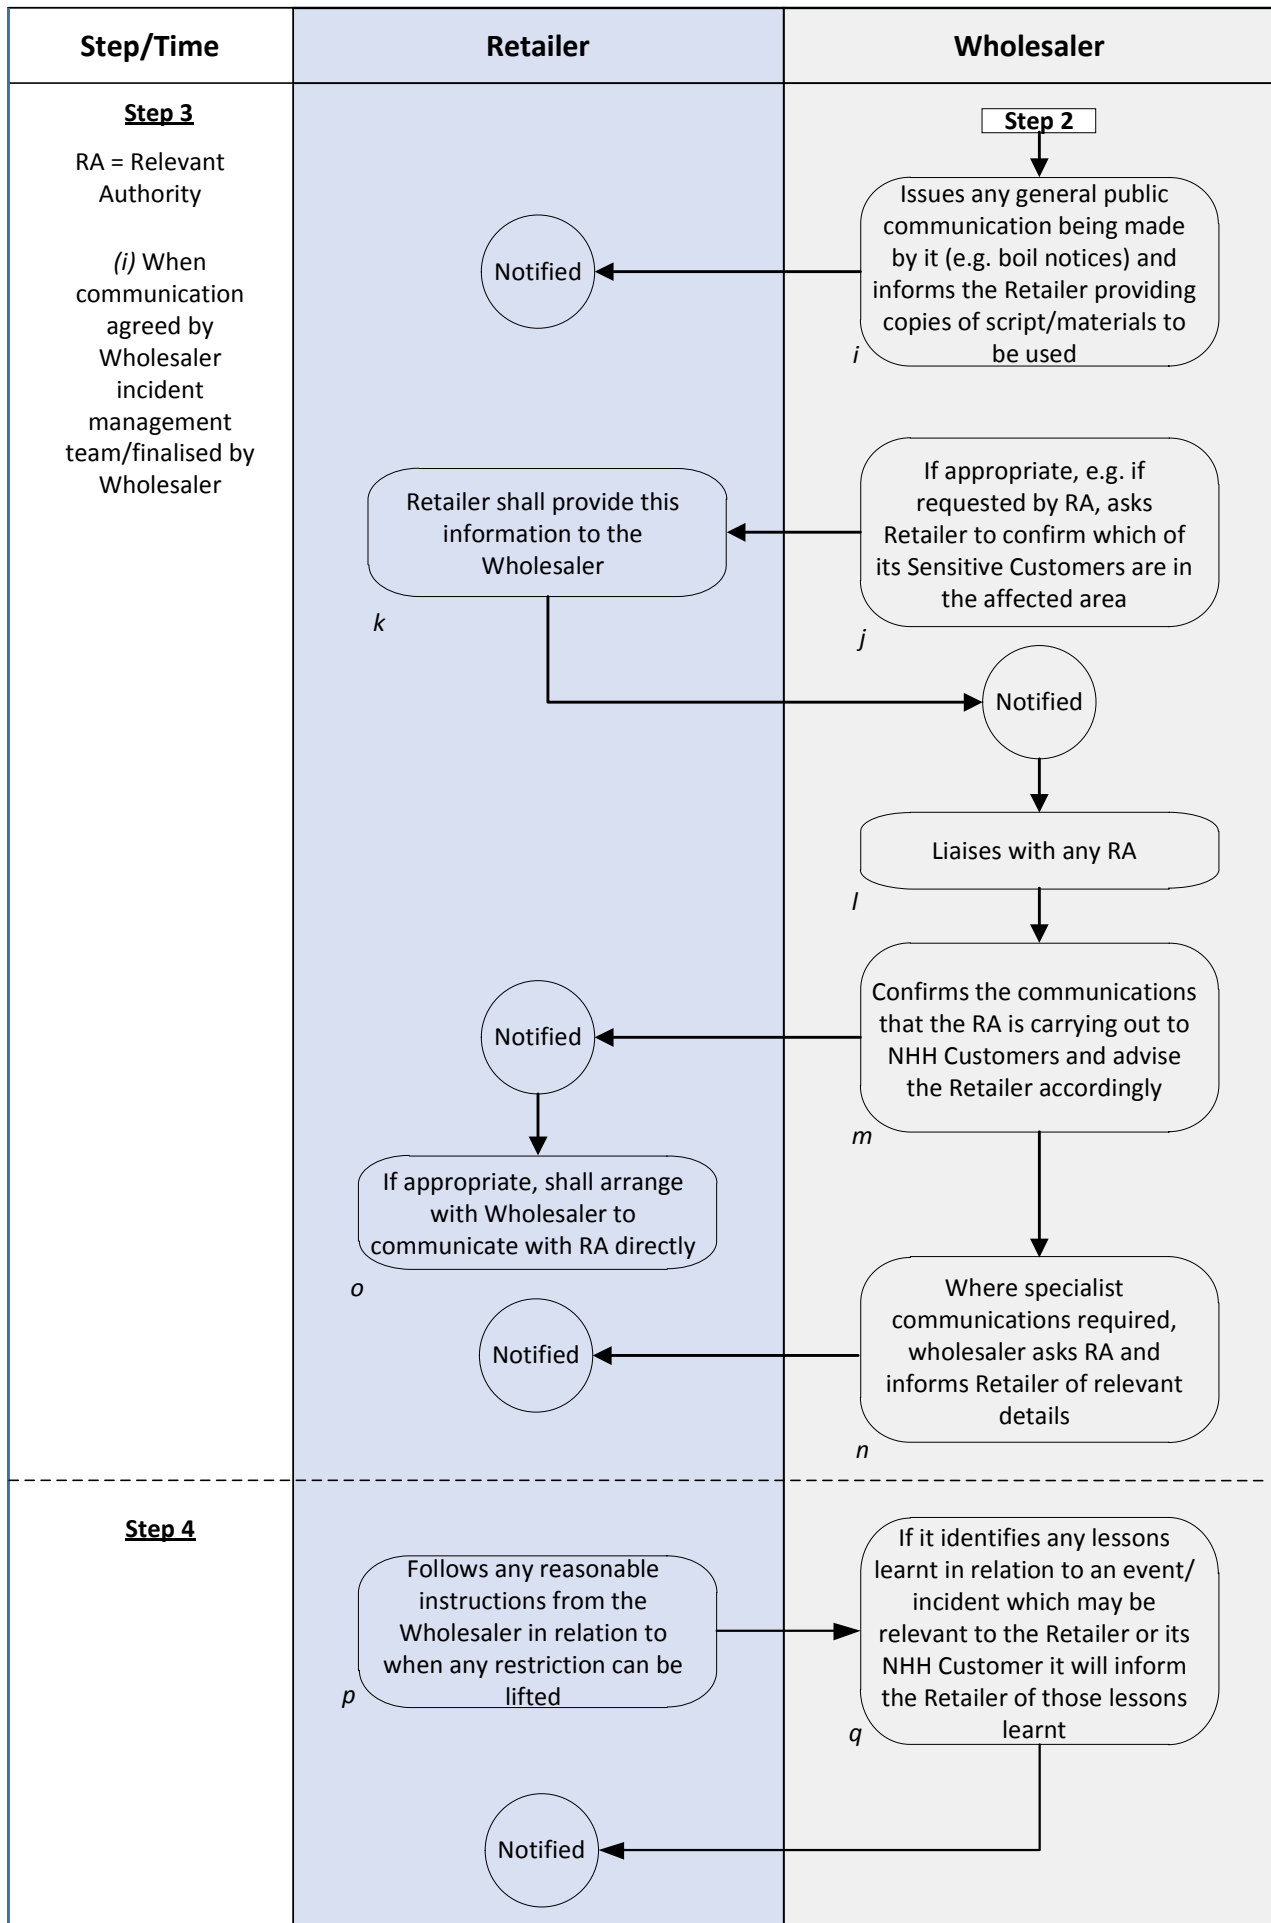 Step/Time
Retailer
Wholesaler
Step 3
RA = Relevant
Authority
(i) When
communication
agreed by
Wholesaler
incident
management
team/finalised by
Wholesaler
Step 2
Issues any general public
communication being made
by it (e.g. boil notices) and
informs the Retailer providing
copies of script/materials to
be used
i
Notified
If appropriate, e.g. if
requested by RA, asks
Retailer to confirm which of
its Sensitive Customers are in
the affected area
j
Retailer shall provide this
information to the
Wholesaler
k
Notified
Liaises with any RA
l
Confirms the communications
that the RA is carrying out to
NHH Customers and advise
the Retailer accordingly
m
Notified
If appropriate, shall arrange
with Wholesaler to
communicate with RA directly
o
Where specialist
communications required,
wholesaler asks RA and
informs Retailer of relevant
details
n
Notified
Step 4
Follows any reasonable
instructions from the
Wholesaler in relation to
when any restriction can be
lifted
p
If it identifies any lessons
learnt in relation to an event/
incident which may be
relevant to the Retailer or its
NHH Customer it will inform
the Retailer of those lessons
learnt
q
Notified